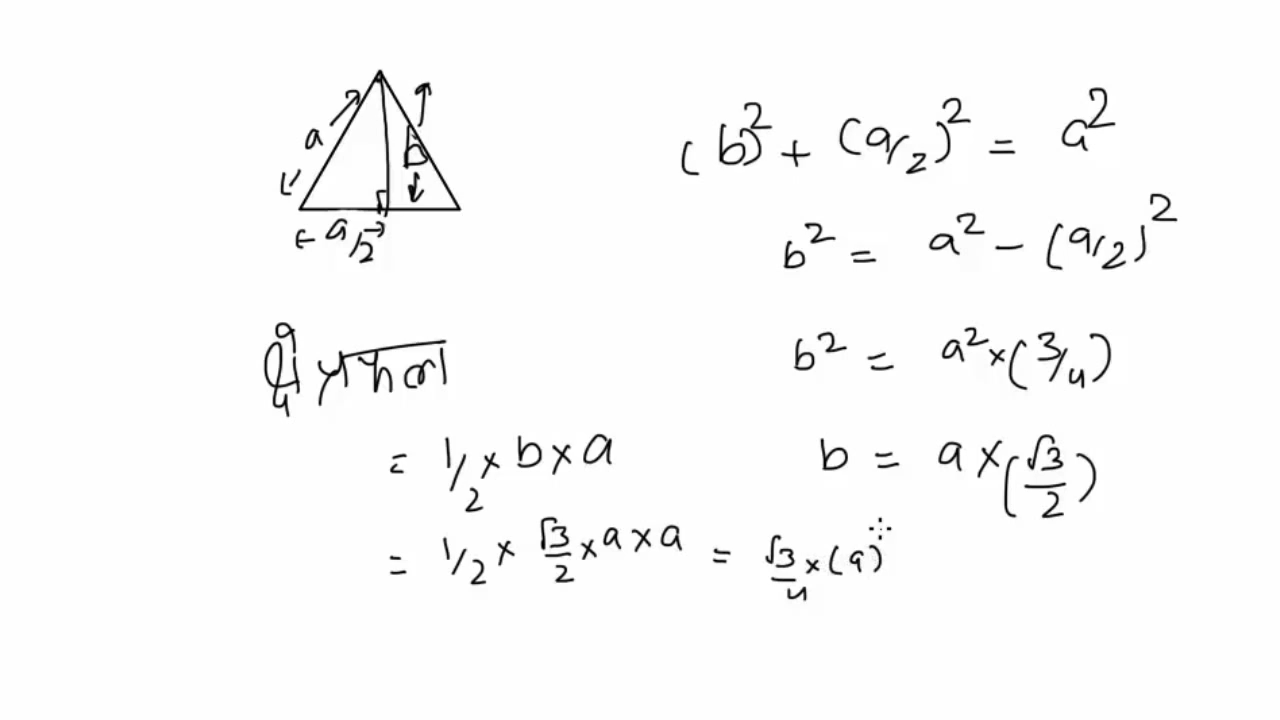 a
b
a/2
(b)² + (a/2)² = a²
b² = a² - (a/2)²
b² = a² × (3/4)
b = a × (√3/2)
= 1/2 × b × a
= 1/2 × √3/2 × a × a = √3/4 × (a)